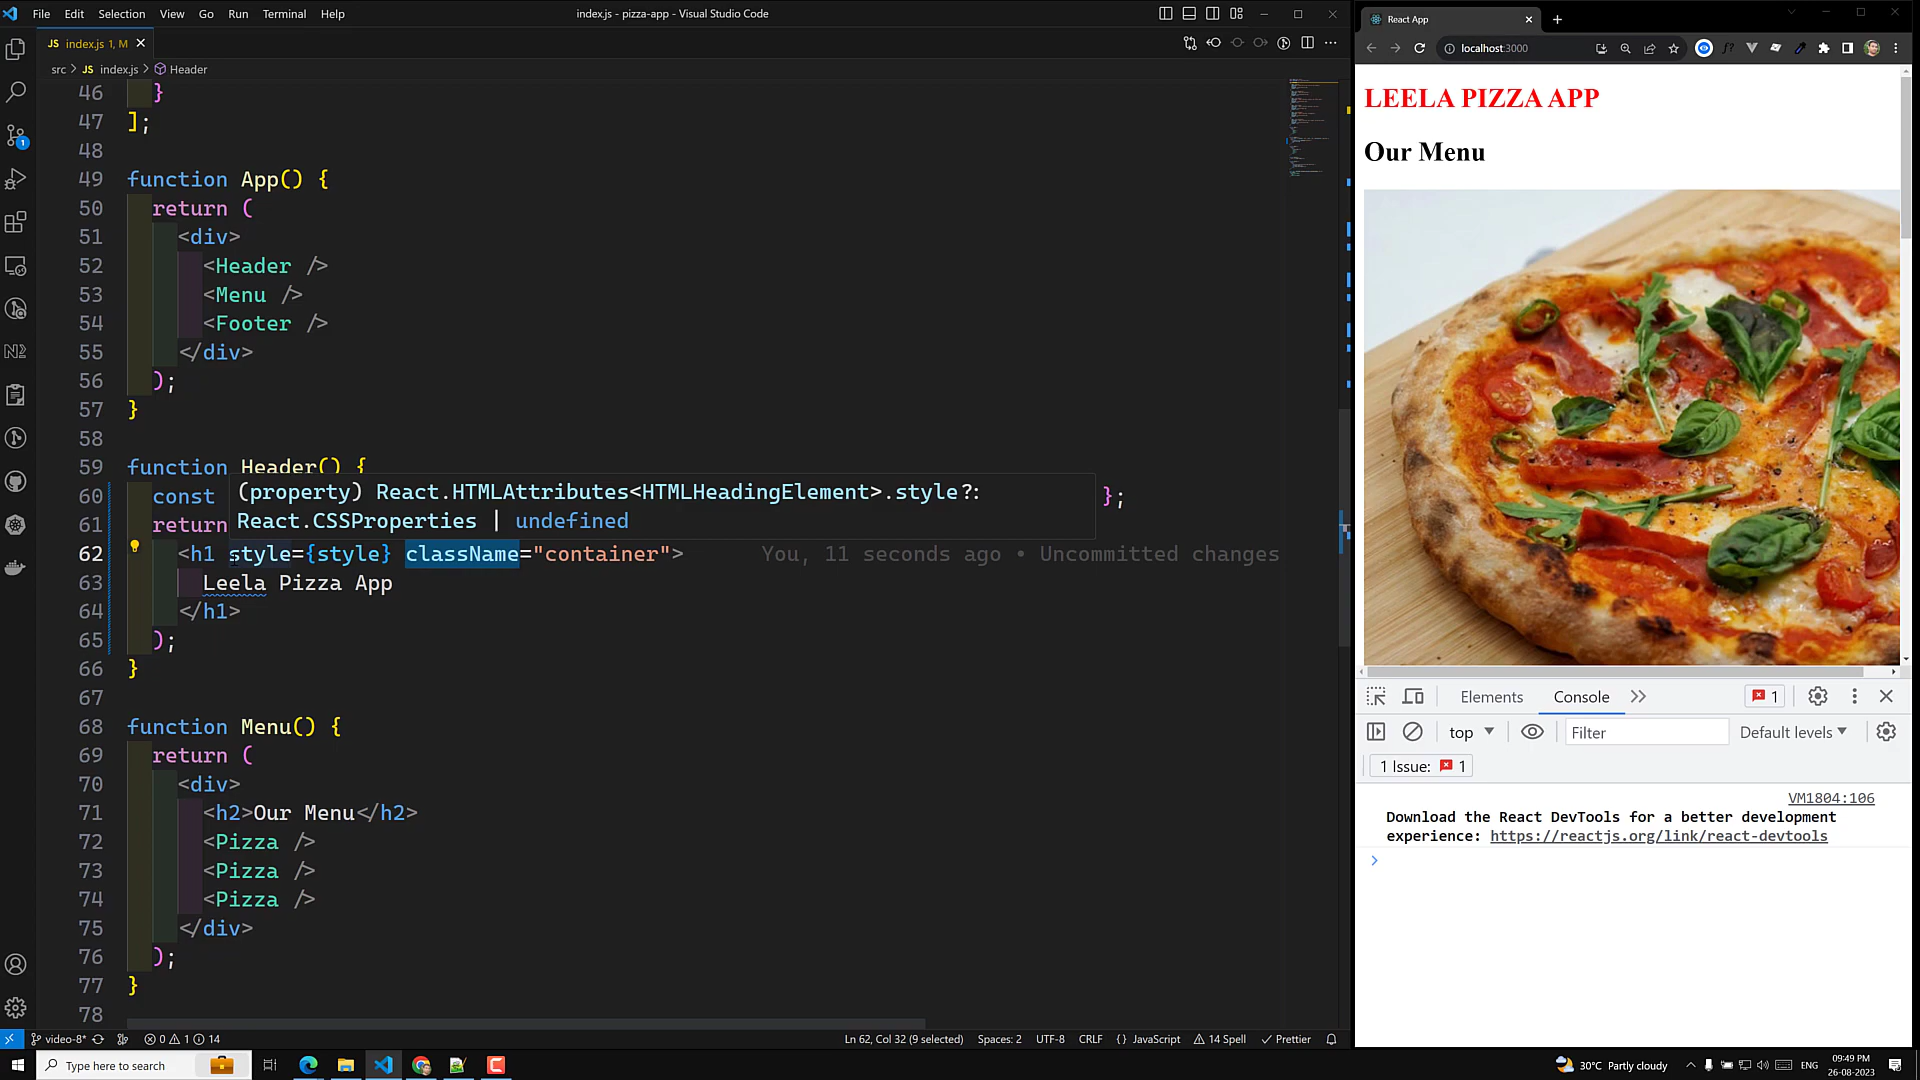 File Edit Selection View Go Run Terminal Help
index.js - pizza-app - Visual Studio Code
JS index.js 1, M
src > JS index.js > Header
46 }
47 ];
48
49 function App() {
50 return (
51 <div>
52 <Header />
53 <Menu />
54 <Footer />
55 </div>
56 );
57 }
58
59 function Header() {
60 const };
61 return
(property) React.HTMLAttributes<HTMLHeadingElement>.style?:
React.CSSProperties | undefined
62 <h1 style={style} className="container"> You, 11 seconds ago • Uncommitted changes
63 Leela Pizza App
64 </h1>
65 );
66 }
67
68 function Menu() {
69 return (
70 <div>
71 <h2>Our Menu</h2>
72 <Pizza />
73 <Pizza />
74 <Pizza />
75 </div>
76 );
77 }
78
video-8* 0 1 14 Ln 62, Col 32 (9 selected) Spaces: 2 UTF-8 CRLF {} JavaScript 14 Spell Prettier
React App
localhost:3000
LEELA PIZZA APP
Our Menu
Elements Console 1
top Filter Default levels
1 Issue: 1
VM1804:106
Download the React DevTools for a better development
experience: https://reactjs.org/link/react-devtools
Type here to search
30°C Partly cloudy ENG 09:49 PM
26-08-2023